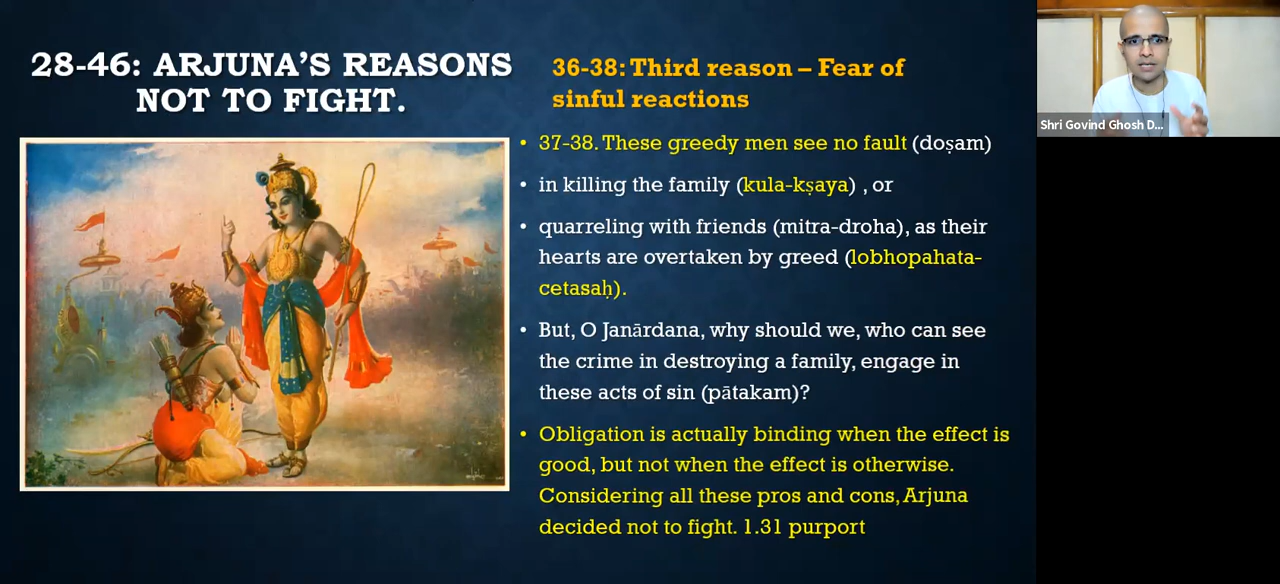 28-46: ARJUNA'S REASONS
NOT TO FIGHT.
36-38: Third reason – Fear of
sinful reactions
• 37-38. These greedy men see no fault (doṣam)
• in killing the family (kula-kṣaya) , or
• quarreling with friends (mitra-droha), as their
hearts are overtaken by greed (lobhopahata-
cetasaḥ).
• But, O Janārdana, why should we, who can see
the crime in destroying a family, engage in
these acts of sin (pātakam)?
• Obligation is actually binding when the effect is
good, but not when the effect is otherwise.
Considering all these pros and cons, Arjuna
decided not to fight. 1.31 purport
Shri Govind Ghosh D...